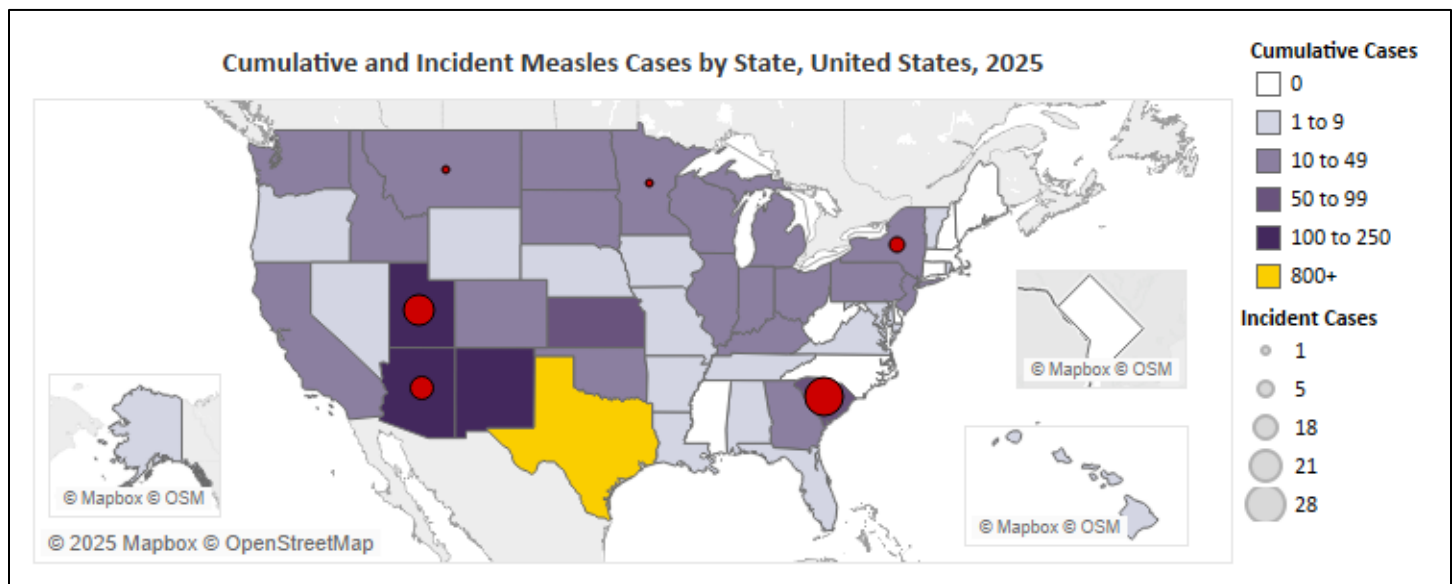 Cumulative and Incident Measles Cases by State, United States, 2025
Cumulative Cases
0
1 to 9
10 to 49
50 to 99
100 to 250
800+
Incident Cases
1
5
18
21
28
© Mapbox © OSM
© Mapbox © OSM
© Mapbox © OSM
© 2025 Mapbox © OpenStreetMap